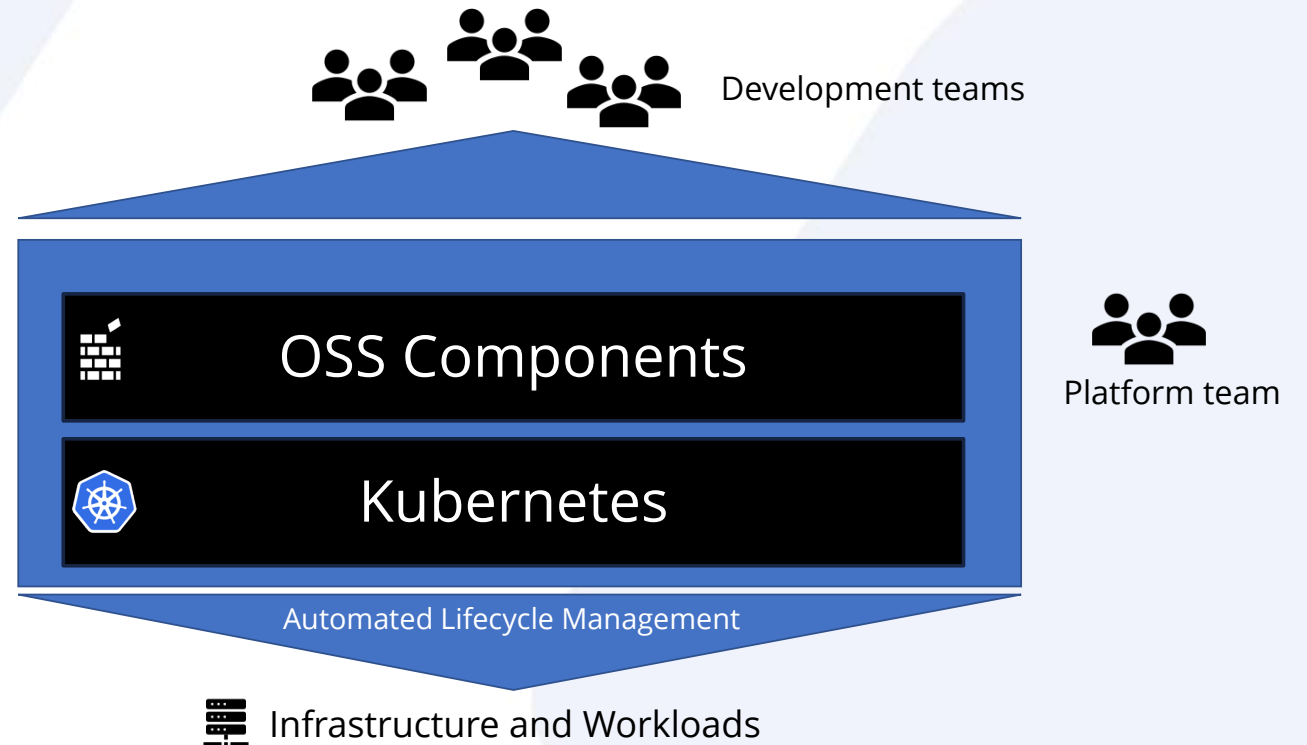 Development teams
OSS Components
Platform team
Kubernetes
Automated Lifecycle Management
Infrastructure and Workloads